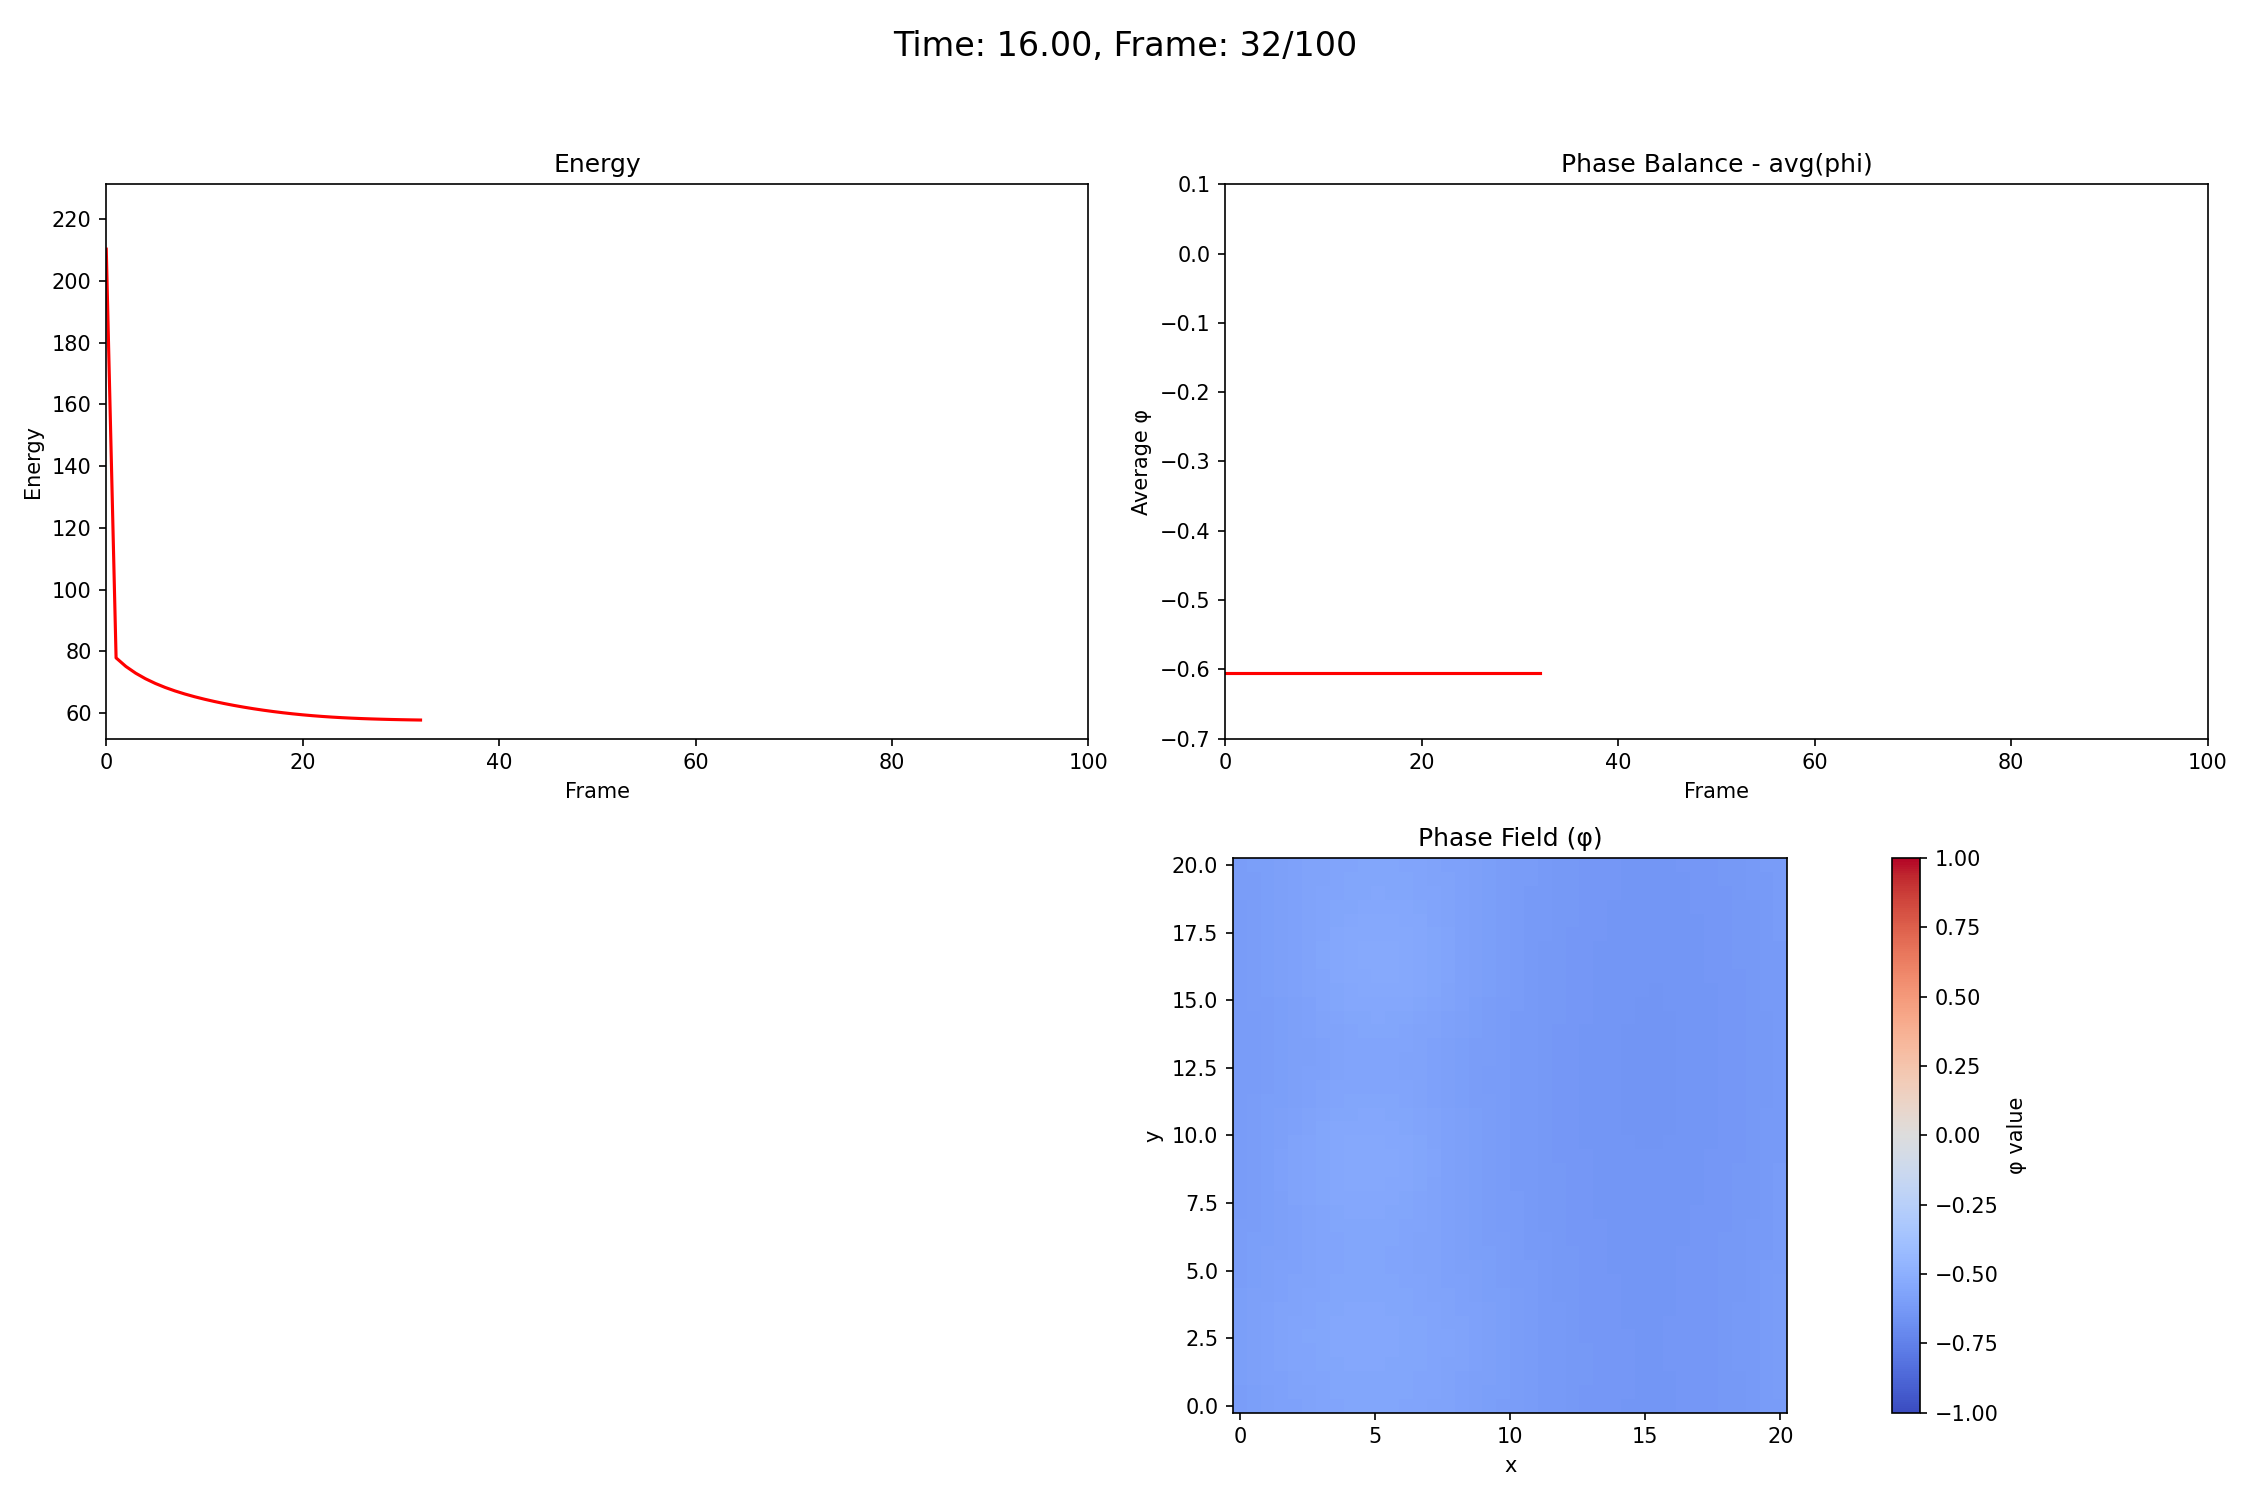 Time: 16.00, Frame: 32/100
Energy
220
200
180
160
140
120
100
80
60
Energy
0 20 40 60 80 100
Frame
Phase Balance - avg(phi)
0.1
0.0
−0.1
−0.2
−0.3
−0.4
−0.5
−0.6
−0.7
Average φ
0 20 40 60 80 100
Frame
Phase Field (φ)
20.0
17.5
15.0
12.5
10.0
7.5
5.0
2.5
0.0
y
0 5 10 15 20
x
1.00
0.75
0.50
0.25
0.00
−0.25
−0.50
−0.75
−1.00
φ value